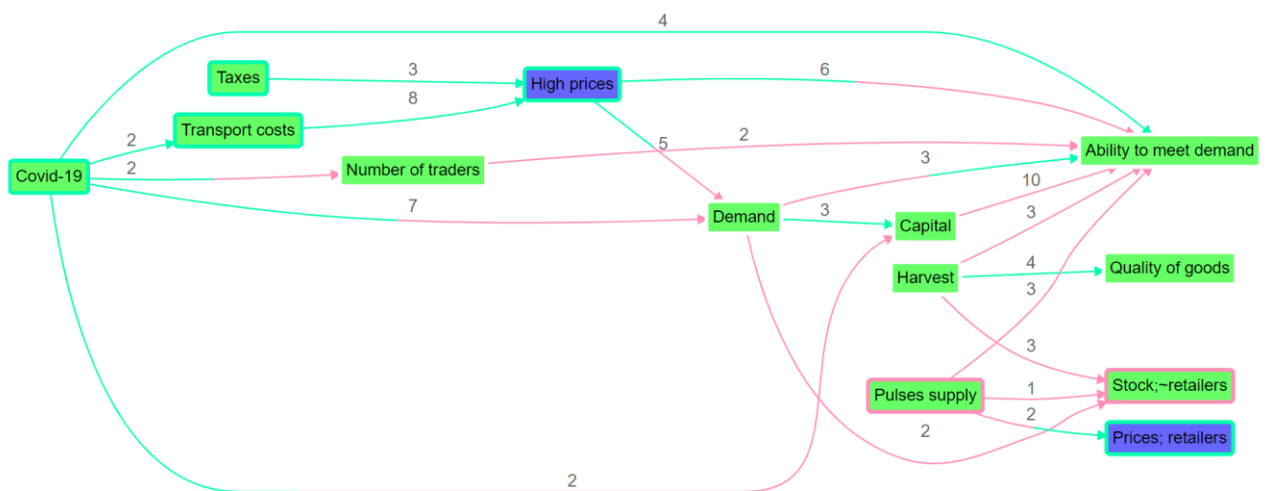 4
Taxes
3
High prices
6
8
Transport costs
2
2
5
Ability to meet demand
Covid-19
2
Number of traders
3
10
7
Demand
3
Capital
3
Harvest
4
Quality of goods
3
3
Stock;~retailers
Pulses supply
1
2
2
Prices; retailers
2